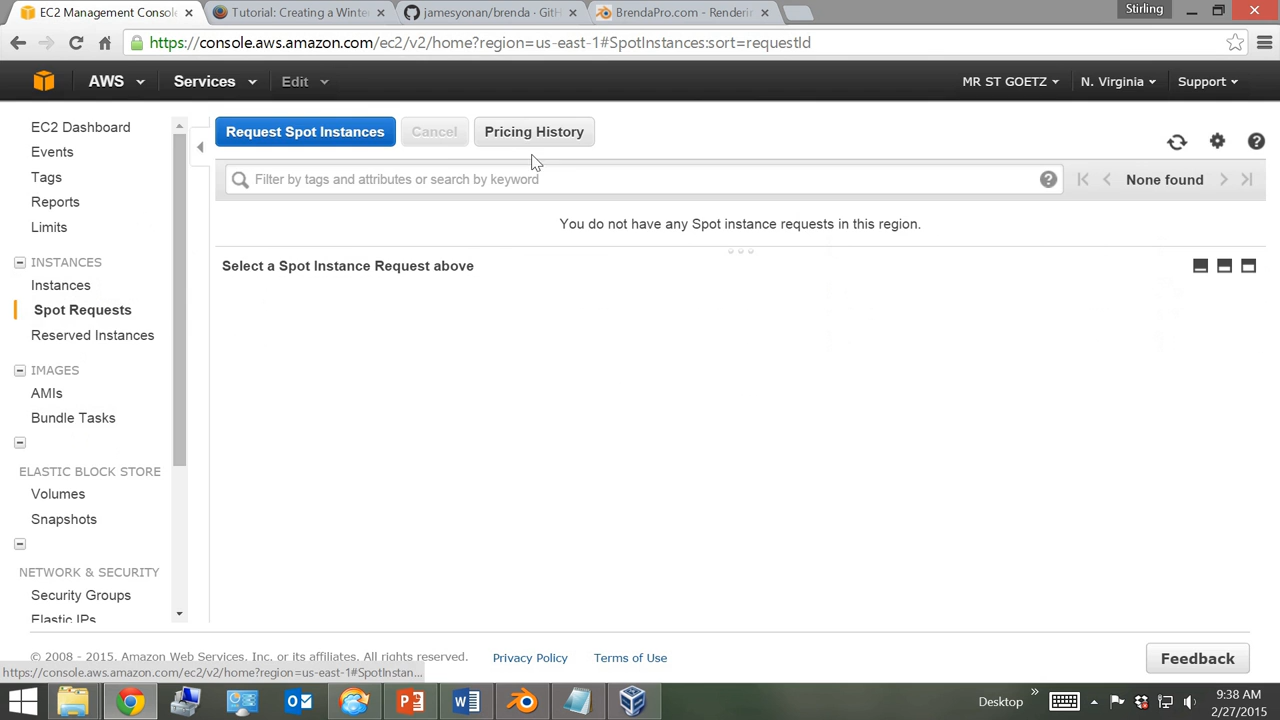 EC2 Management Conso
Tutorial: Creating a Winte
jamesyonan/brenda · GitH
BrendaPro.com - Renderin
Stirling
https://console.aws.amazon.com/ec2/v2/home?region=us-east-1#SpotInstances:sort=requestId
AWS
Services
Edit
MR ST GOETZ
N. Virginia
Support
EC2 Dashboard
Events
Tags
Reports
Limits
INSTANCES
Instances
Spot Requests
Reserved Instances
IMAGES
AMIs
Bundle Tasks
ELASTIC BLOCK STORE
Volumes
Snapshots
NETWORK & SECURITY
Security Groups
Elastic IPs
Request Spot Instances
Cancel
Pricing History
Filter by tags and attributes or search by keyword
None found
You do not have any Spot instance requests in this region.
Select a Spot Instance Request above
© 2008 - 2015, Amazon Web Services, Inc. or its affiliates. All rights reserved.
Privacy Policy
Terms of Use
Feedback
https://console.aws.amazon.com/ec2/v2/home?region=us-east-1#SpotInstan...
Desktop
9:38 AM
2/27/2015